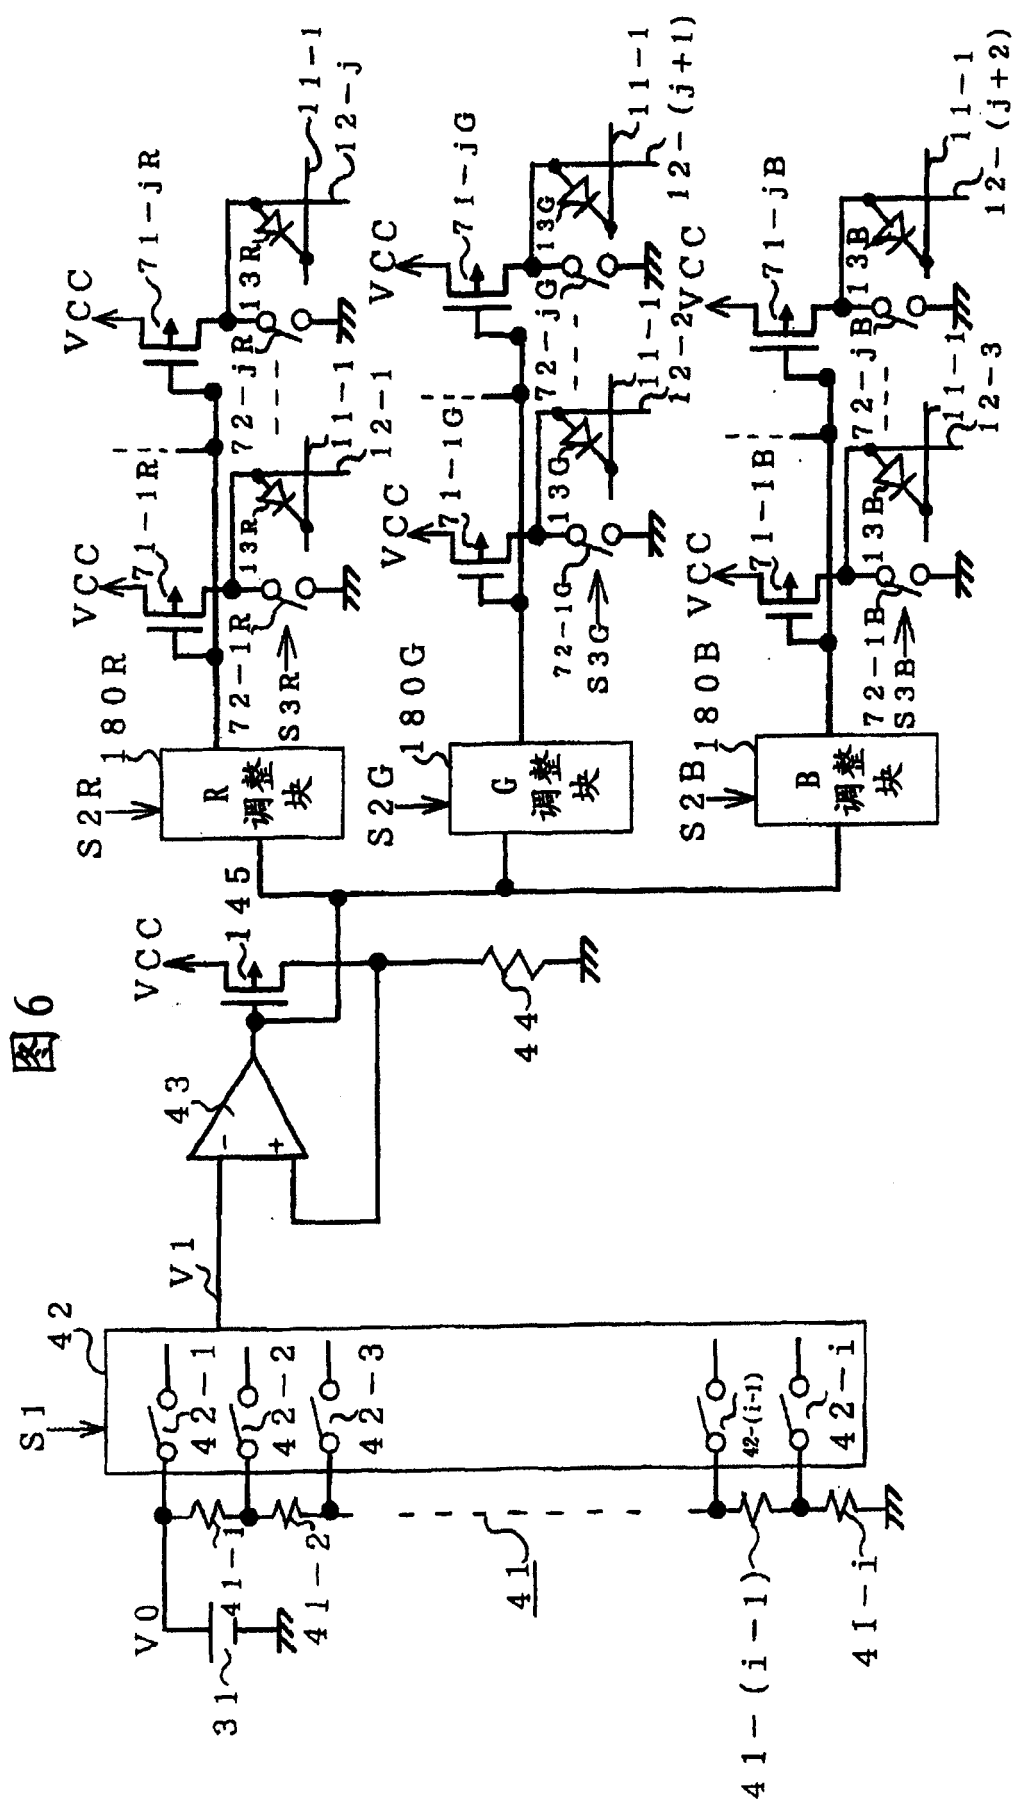 图6
S1
42
42-1
42-2
42-3
42-(i-1)
42-i
V0
31
41-1
41-2
41
41-(i-1)
41-i
V1
43
-
+
VCC
145
44
S2R
180R
R
调整
块
VCC
71-1R
13R
72-1R
S3R
11-1
12-1
VCC
71-jR
13R
72-jR
11-1
12-j
S2G
180G
G
调整
块
VCC
71-1G
13G
72-1G
S3G
11-1
12-2
VCC
71-jG
13G
72-jG
11-1
12-(j+1)
S2B
180B
B
调整
块
VCC
71-1B
13B
72-1B
S3B
11-1
12-3
VCC
71-jB
13B
72-jB
11-1
12-(j+2)